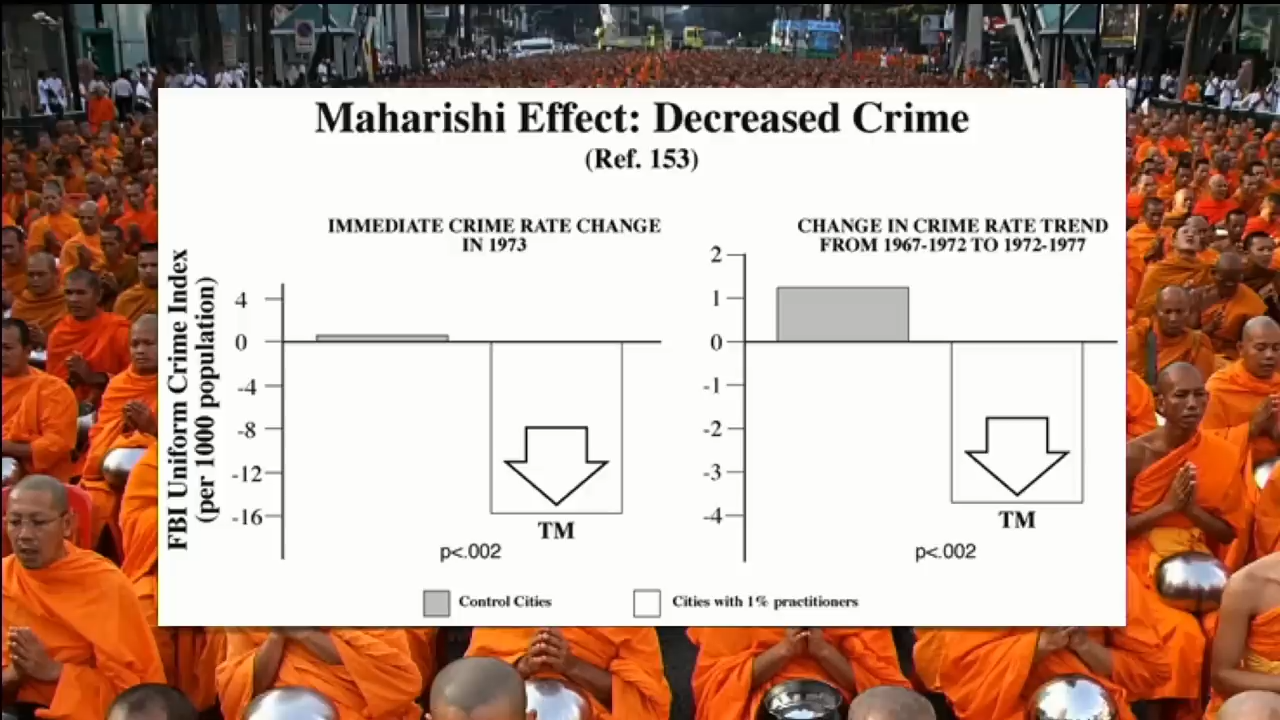 Maharishi Effect: Decreased Crime
(Ref. 153)
IMMEDIATE CRIME RATE CHANGE
IN 1973
FBI Uniform Crime Index
(per 1000 population)
4
0
-4
-8
-12
-16
TM
p<.002
CHANGE IN CRIME RATE TREND
FROM 1967-1972 TO 1972-1977
2
1
0
-1
-2
-3
-4
TM
p<.002
Control Cities
Cities with 1% practitioners